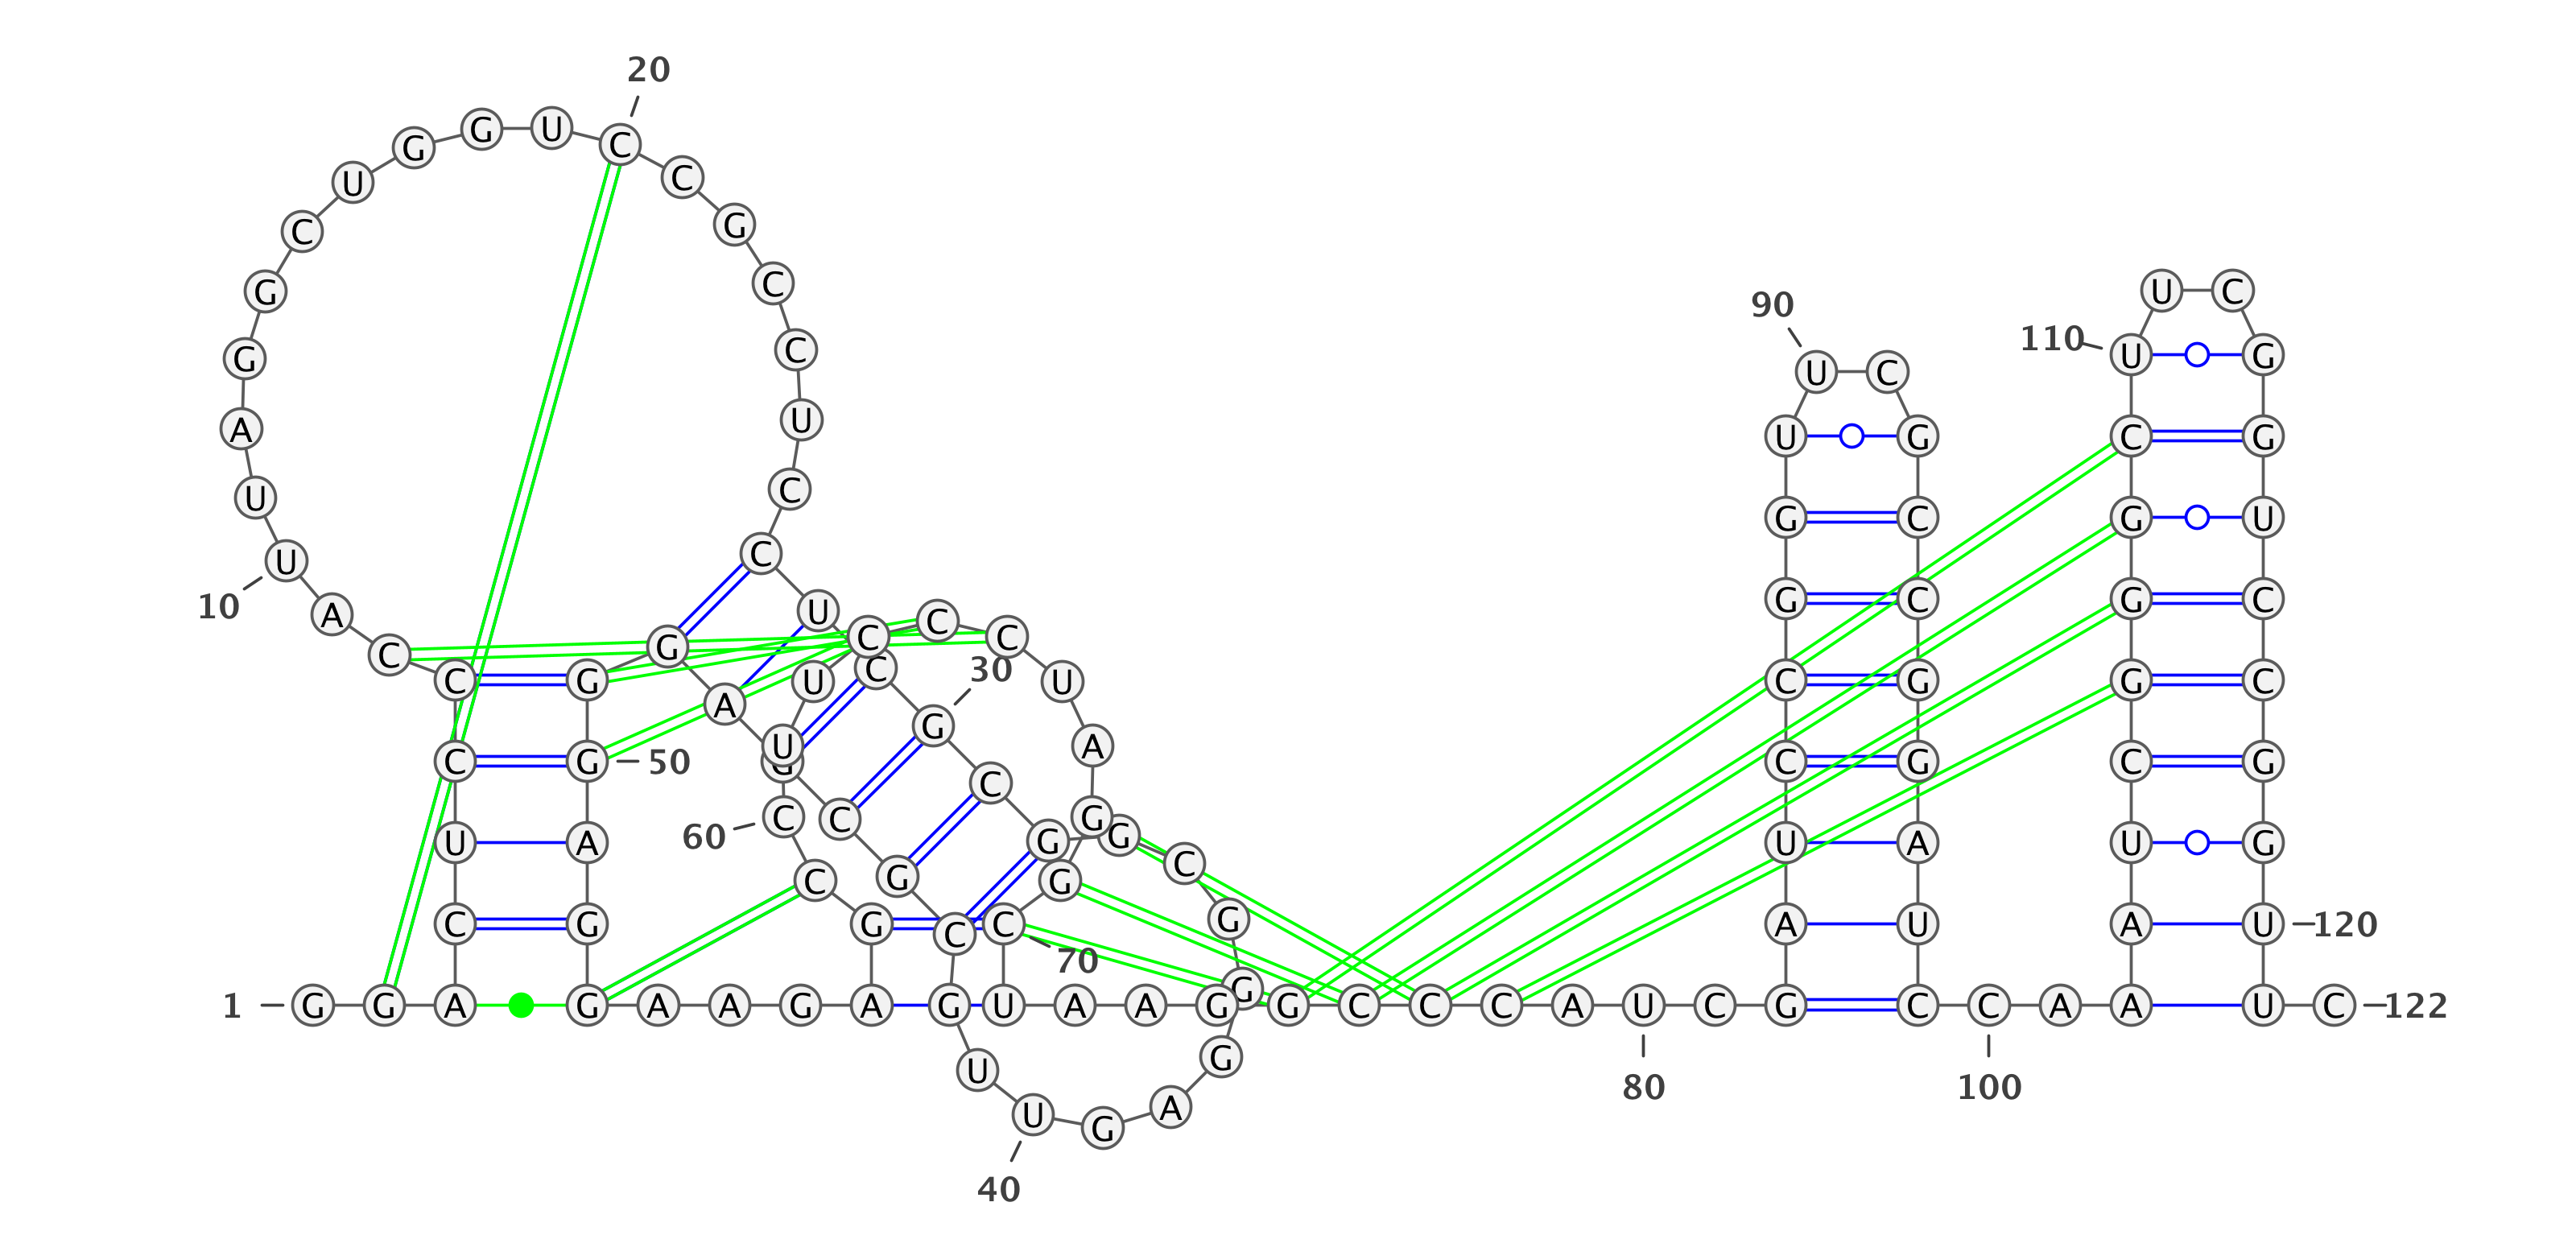 20
G G U C
U C
C G
G C U C
90
110 U G
G C U C
A U U G C G
U C G C G U
U C
10 A U C C C G C G C
C G C 30
C G U U C G G C
A G
C G 50 G U A C C G C G
60 C C G G G
U A U A U G
C G G C
C G G C C G A U A U 120
70
1 G G A G A A G A G U A A G G G C C C A U C G C C A A U C 122
U G
80 100
U G A
40